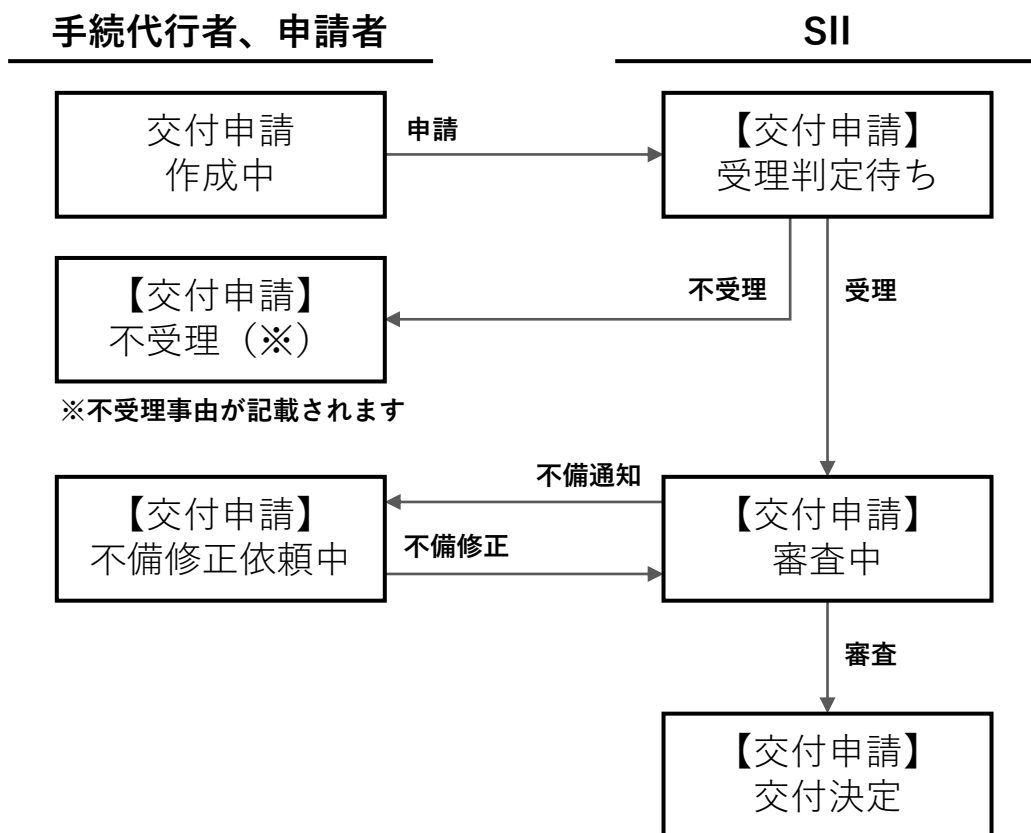 手続代行者、申請者
SII
交付申請
作成中
申請
【交付申請】
受理判定待ち
不受理
受理
【交付申請】
不受理（※）
※不受理事由が記載されます
不備通知
【交付申請】
不備修正依頼中
不備修正
【交付申請】
審査中
審査
【交付申請】
交付決定